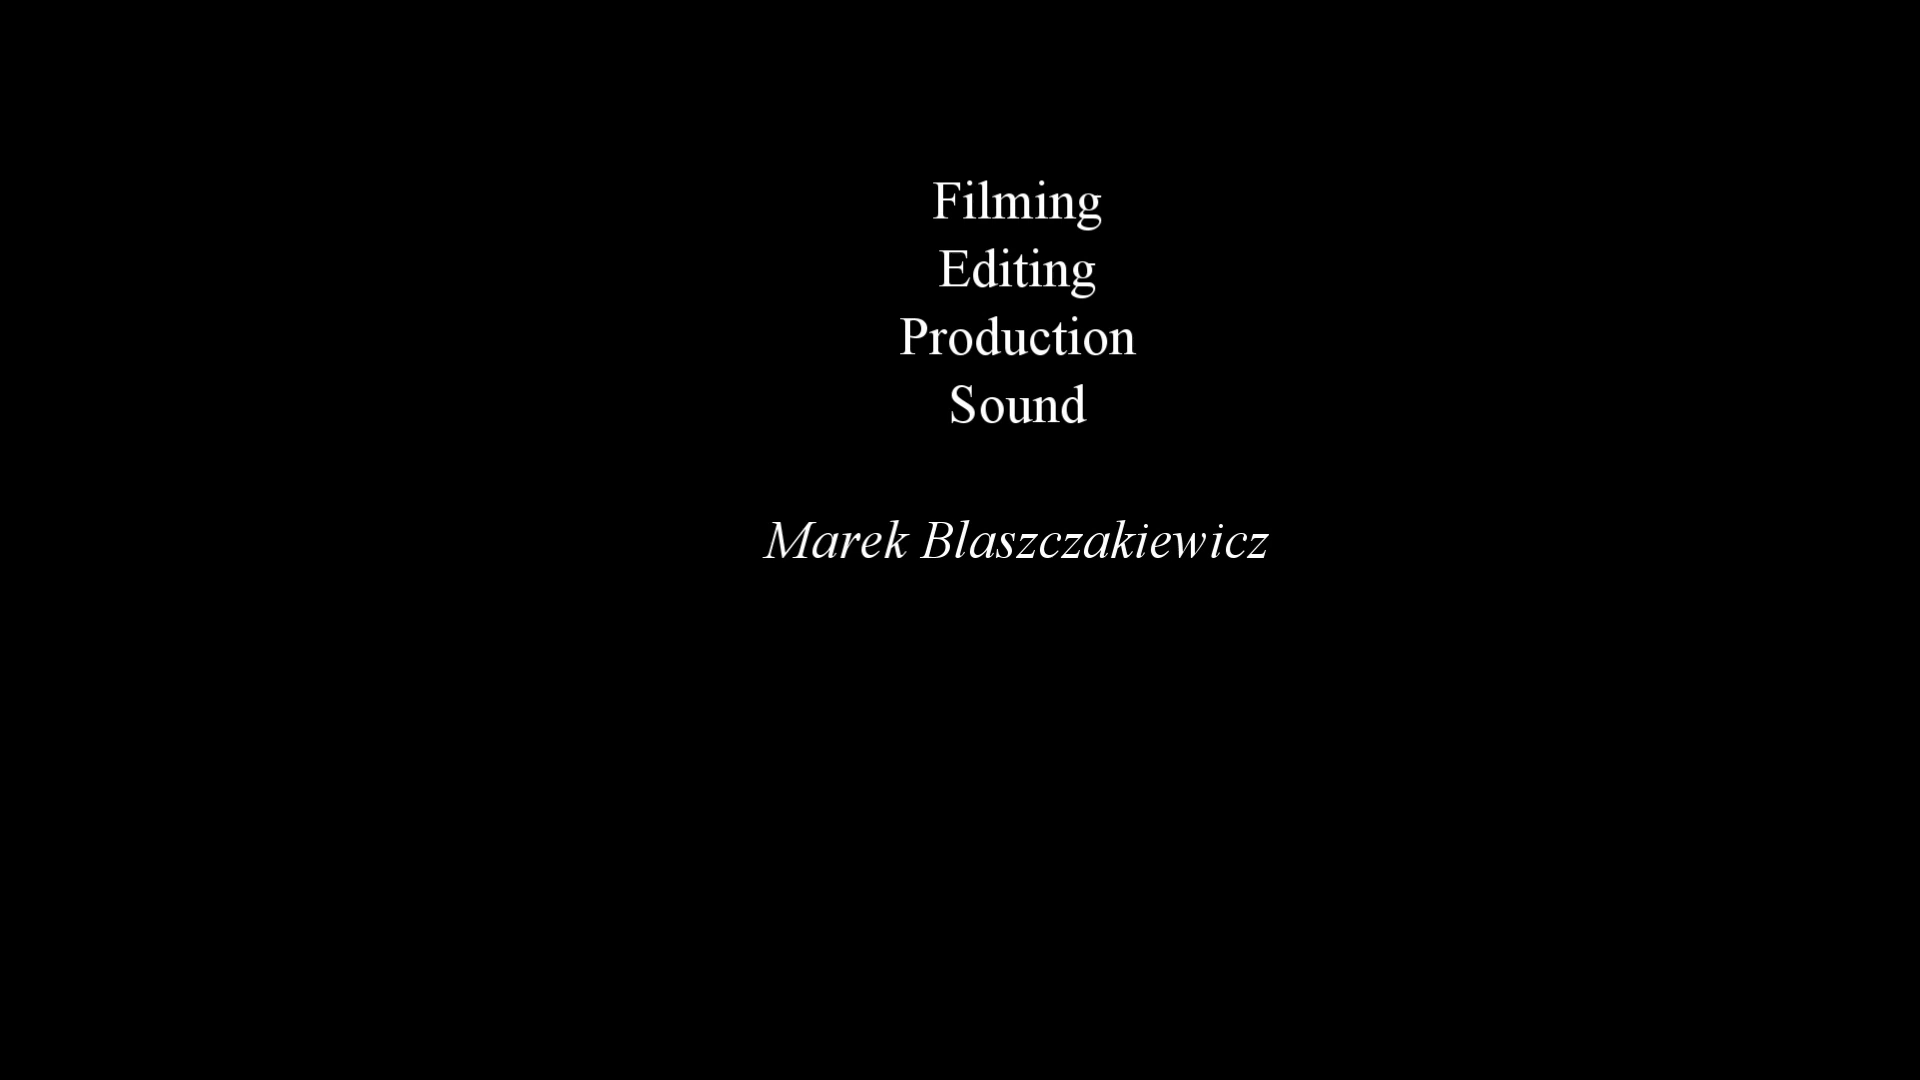 Filming
Editing
Production
Sound
Marek Blaszczakiewicz